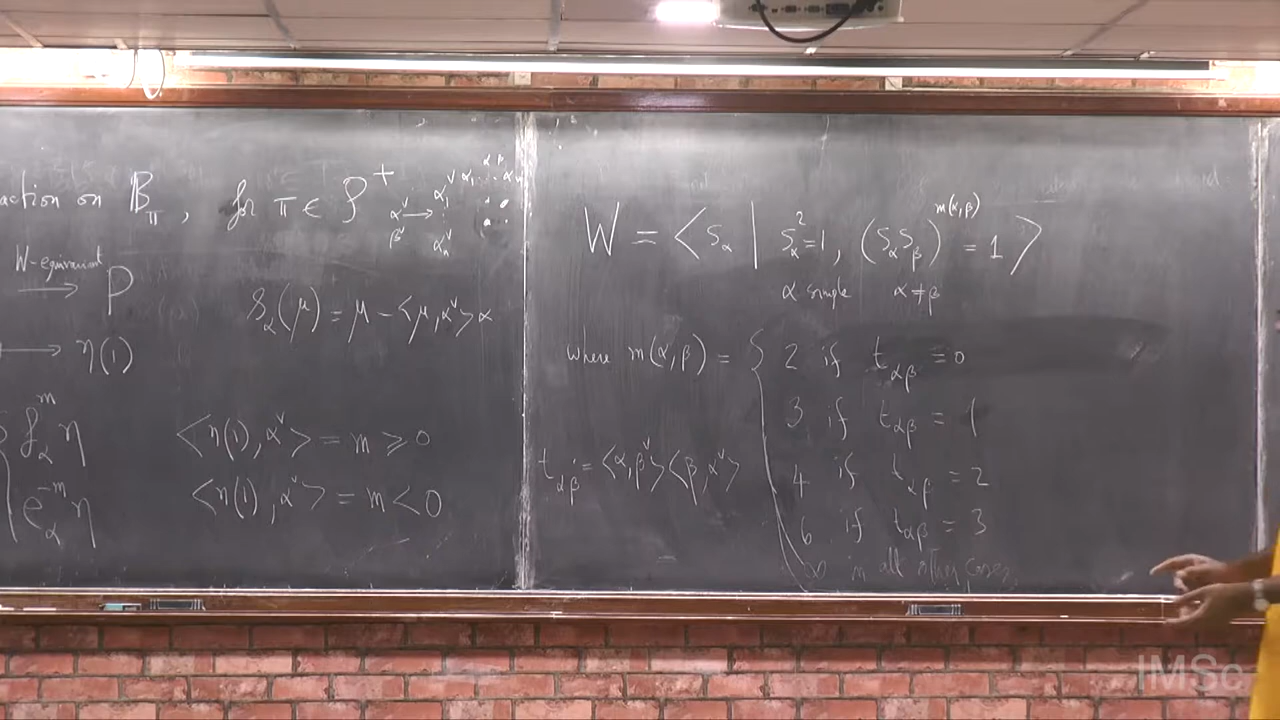 action on 𝔹_π, for π ∈ 𝒫⁺
W-equivariant
⟶ P
s_α(μ) = μ − <μ, α^∨>α
⟶ η(1)
f_α^m η <η(1), α^∨> = m ≥ 0
e_α^{-m} η <η(1), α^∨> = m < 0
α^∨ ⟶ α_1^∨
β^∨
α_n^∨
W = < s_α | s_α^2 = 1, (s_α s_β)^{m(α,β)} = 1 >
α simple α ≠ β
where m(α,β) = { 2 if t_{αβ} = 0
3 if t_{αβ} = 1
t_{αβ} := <α, β^∨><β, α^∨>
4 if t_{αβ} = 2
6 if t_{αβ} = 3
∞ in all other cases.
IMSc